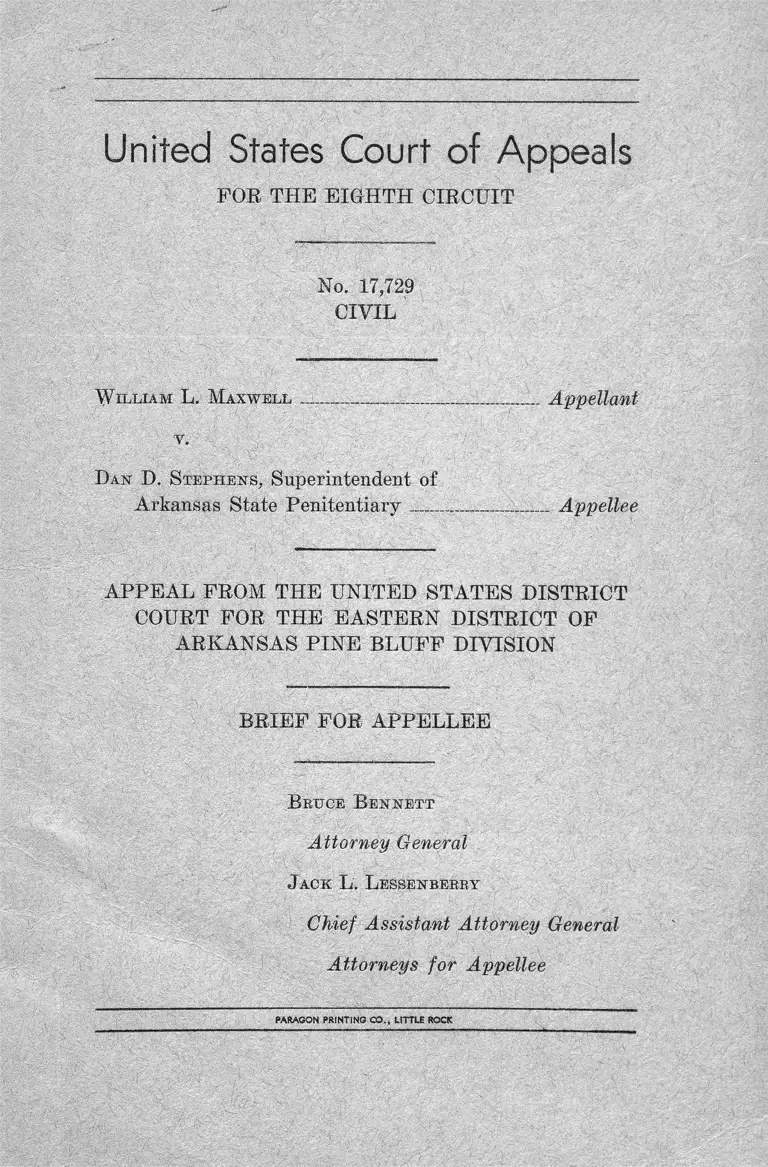 United States Court of Appeals
FOR THE EIGHTH CIRCUIT
No. 17,729
CIVIL
WILLIAM L. MAXWELL ______________ Appellant
v.
DAN D. STEPHENS, Superintendent of
Arkansas State Penitentiary ______________ Appellee
APPEAL FROM THE UNITED STATES DISTRICT
COURT FOR THE EASTERN DISTRICT OF
ARKANSAS PINE BLUFF DIVISION
BRIEF FOR APPELLEE
BRUCE BENNETT
Attorney General
JACK L. LESSENBERRY
Chief Assistant Attorney General
Attorneys for Appellee
PARAGON PRINTING CO., LITTLE ROCK